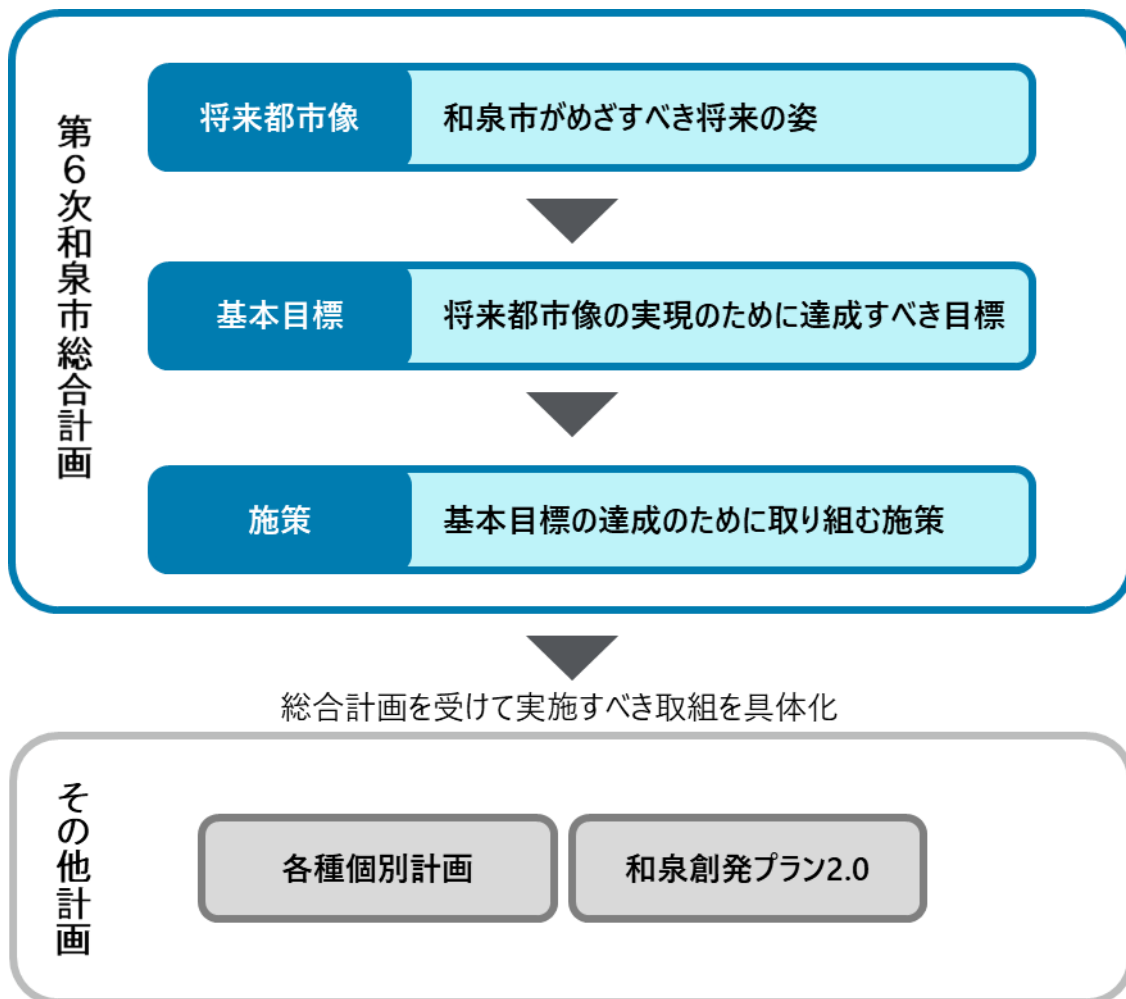 第６次和泉市総合計画
将来都市像
和泉市がめざすべき将来の姿
基本目標
将来都市像の実現のために達成すべき目標
施策
基本目標の達成のために取り組む施策
総合計画を受けて実施すべき取組を具体化
その他計画
各種個別計画
和泉創発プラン2.0